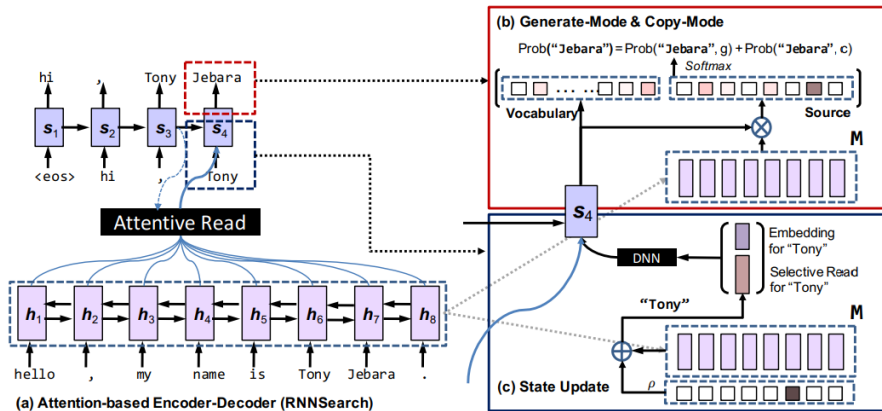 hi , Tony Jebara
s1 s2 s3 s4
<eos> hi , Tony
Attentive Read
h1 h2 h3 h4 h5 h6 h7 h8
hello , my name is Tony Jebara .
(a) Attention-based Encoder-Decoder (RNNSearch)
(b) Generate-Mode & Copy-Mode
Prob(“Jebara”) = Prob(“Jebara”, g) + Prob(“Jebara”, c)
Softmax
... ...
Vocabulary Source
M
s4
DNN
Embedding
for “Tony”
Selective Read
for “Tony”
“Tony”
M
ρ
(c) State Update